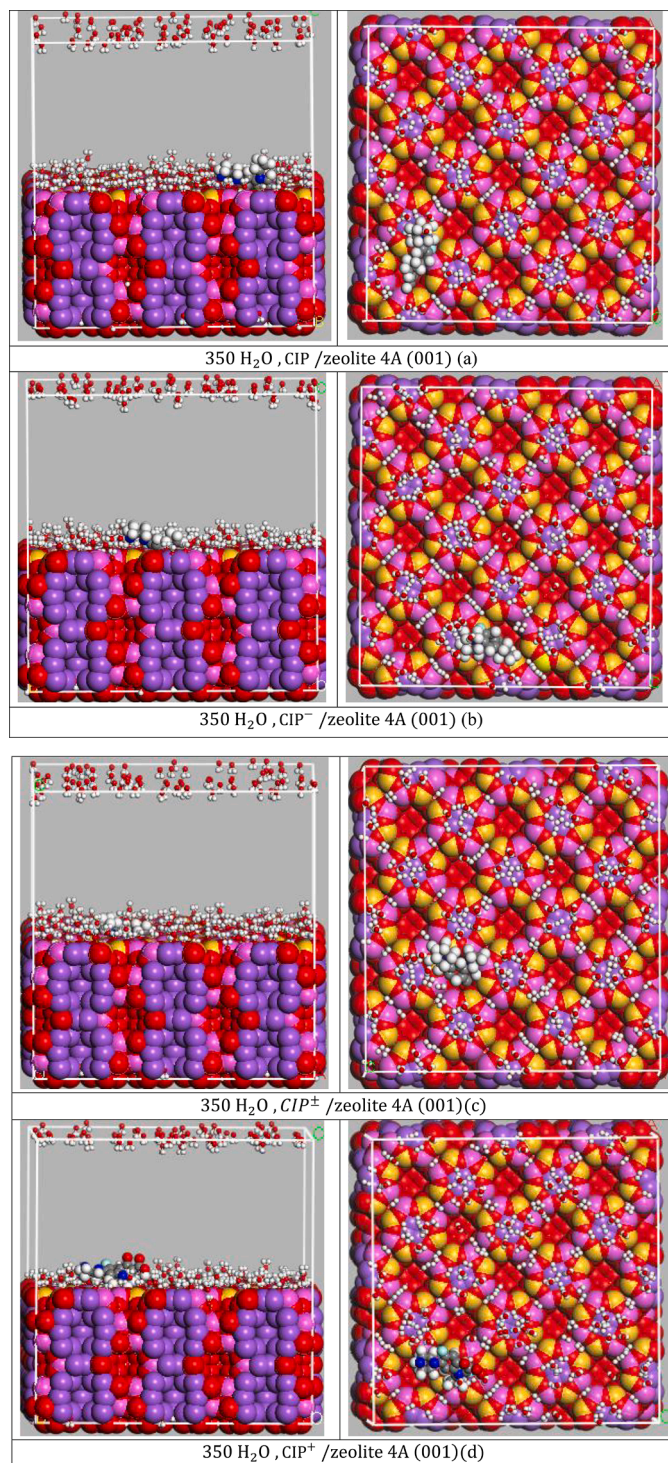 350 H₂O , CIP /zeolite 4A (001) (a)
350 H₂O , CIP⁻ /zeolite 4A (001) (b)
350 H₂O , CIP± /zeolite 4A (001)(c)
350 H₂O , CIP⁺ /zeolite 4A (001)(d)